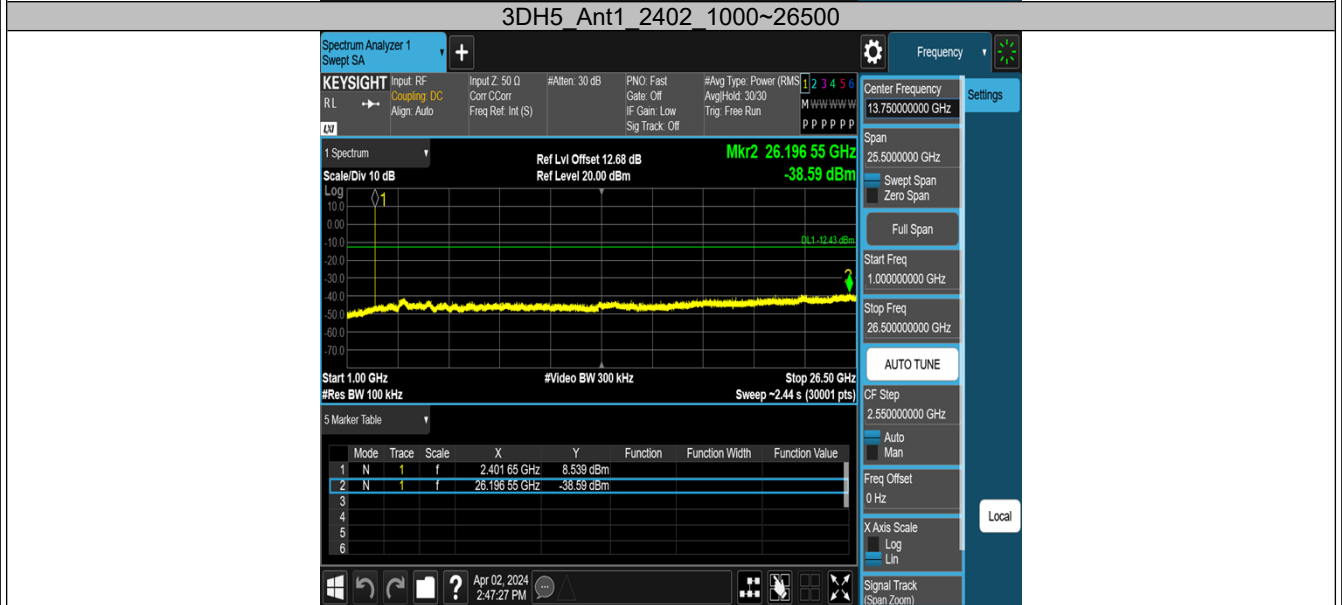 3DH5_Ant1_2402_1000~26500
Spectrum Analyzer 1
Swept SA
+
Frequency
KEYSIGHT
RL
LXI
Input: RF
Coupling: DC
Align: Auto
Input Z: 50 Ω
Corr CCorr
Freq Ref: Int (S)
#Atten: 30 dB
PNO: Fast
Gate: Off
IF Gain: Low
Sig Track: Off
#Avg Type: Power (RMS
Avg|Hold: 30/30
Trig: Free Run
1 2 3 4 5 6
M W W W W W
P P P P P P
Center Frequency
13.750000000 GHz
Settings
Span
25.5000000 GHz
Swept Span
Zero Span
Full Span
Start Freq
1.000000000 GHz
Stop Freq
26.500000000 GHz
AUTO TUNE
CF Step
2.550000000 GHz
Auto
Man
Freq Offset
0 Hz
X Axis Scale
Log
Lin
Signal Track
(Span Zoom)
Local
1 Spectrum
Scale/Div 10 dB
Ref Lvl Offset 12.68 dB
Ref Level 20.00 dBm
Mkr2 26.196 55 GHz
-38.59 dBm
Log
1
10.0
0.00
-10.0
DL1 -12.43 dBm
-20.0
-30.0
2
-40.0
-50.0
-60.0
-70.0
Start 1.00 GHz
#Video BW 300 kHz
Stop 26.50 GHz
#Res BW 100 kHz
Sweep ~2.44 s (30001 pts)
5 Marker Table
Mode Trace Scale X Y Function Function Width Function Value
1 N 1 f 2.401 65 GHz 8.539 dBm
2 N 1 f 26.196 55 GHz -38.59 dBm
3
4
5
6
?
Apr 02, 2024
2:47:27 PM